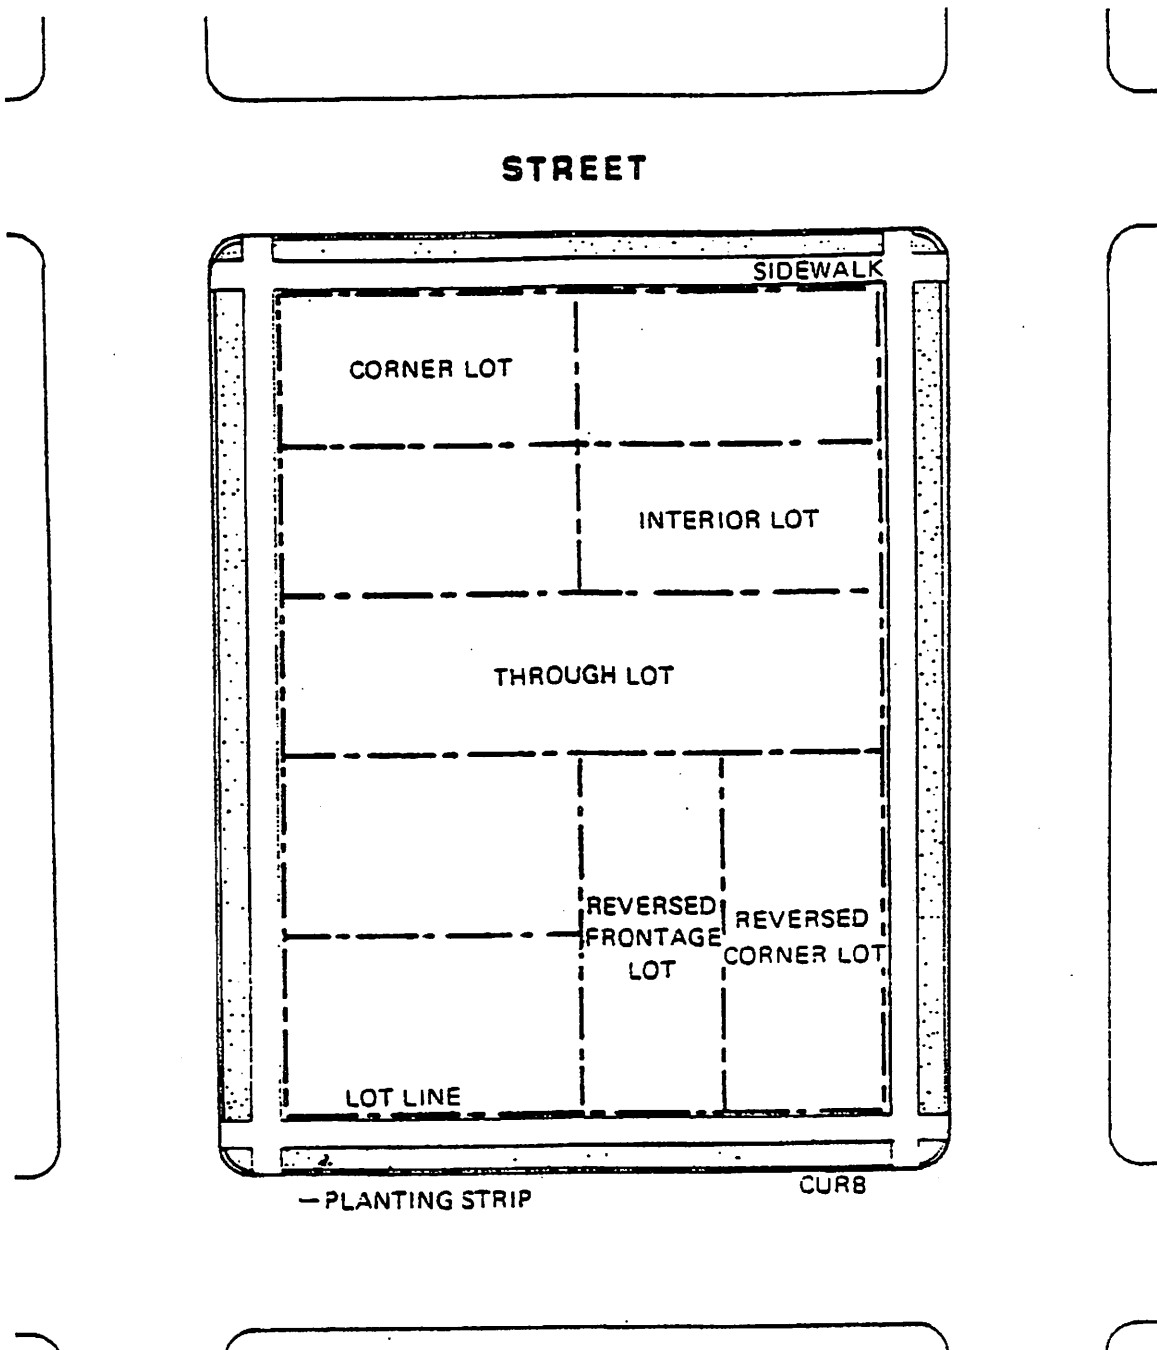 STREET
SIDEWALK
CORNER LOT
INTERIOR LOT
THROUGH LOT
REVERSED
FRONTAGE
LOT
REVERSED
CORNER LOT
LOT LINE
—PLANTING STRIP
CURB